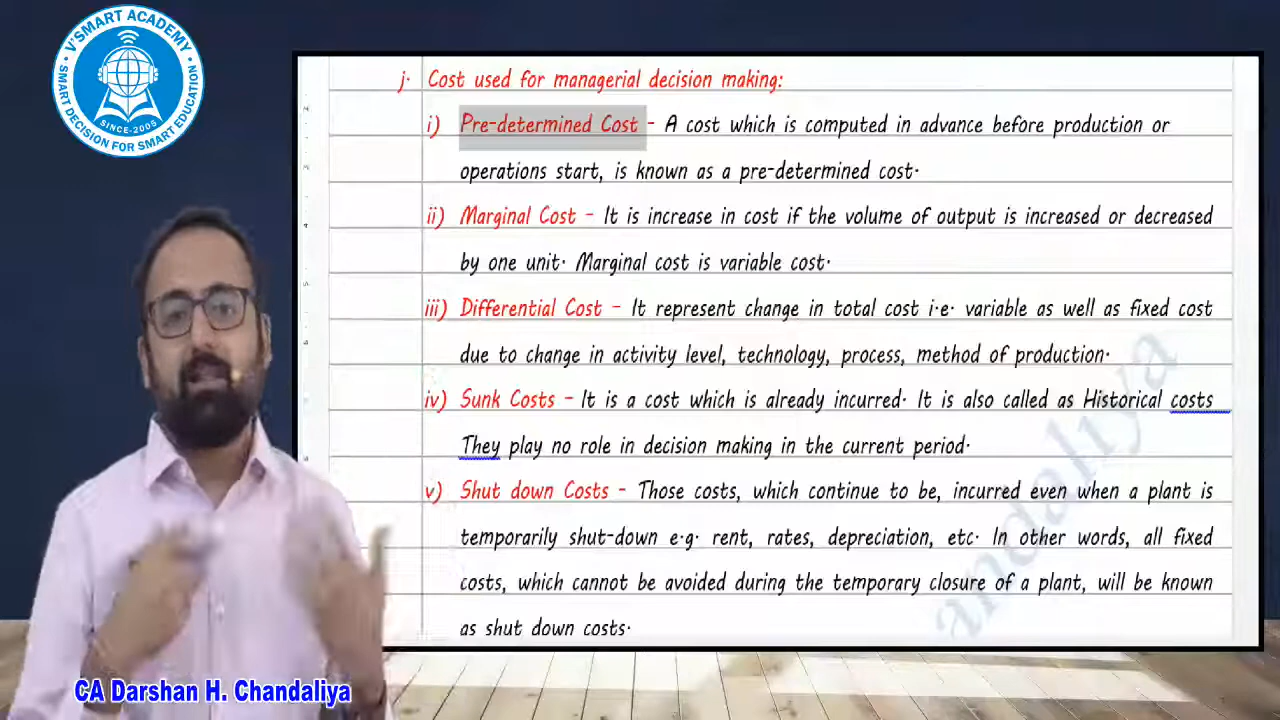 V'SMART ACADEMY
SMART DECISION FOR SMART EDUCATION
SINCE-2005
j. Cost used for managerial decision making:
i) Pre-determined Cost - A cost which is computed in advance before production or
operations start, is known as a pre-determined cost.
ii) Marginal Cost - It is increase in cost if the volume of output is increased or decreased
by one unit. Marginal cost is variable cost.
iii) Differential Cost - It represent change in total cost i.e. variable as well as fixed cost
due to change in activity level, technology, process, method of production.
iv) Sunk Costs - It is a cost which is already incurred. It is also called as Historical costs
They play no role in decision making in the current period.
v) Shut down Costs - Those costs, which continue to be, incurred even when a plant is
temporarily shut-down e.g. rent, rates, depreciation, etc. In other words, all fixed
costs, which cannot be avoided during the temporary closure of a plant, will be known
as shut down costs.
andaliya
CA Darshan H. Chandaliya